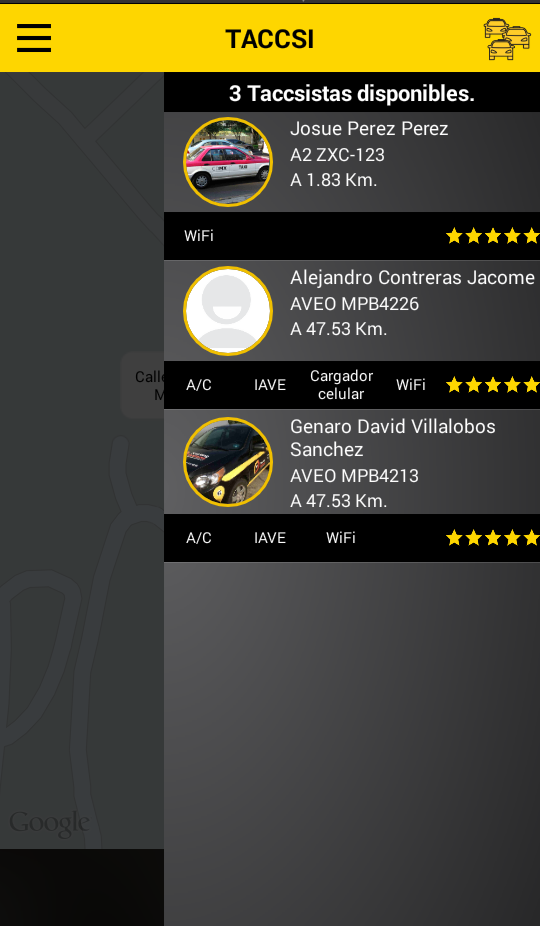 TACCSI
3 Taccsistas disponibles.
Josue Perez Perez
A2 ZXC-123
A 1.83 Km.
WiFi
Alejandro Contreras Jacome
AVEO MPB4226
A 47.53 Km.
Calle
M
A/C IAVE Cargador celular WiFi
Genaro David Villalobos
Sanchez
AVEO MPB4213
A 47.53 Km.
A/C IAVE WiFi
Google